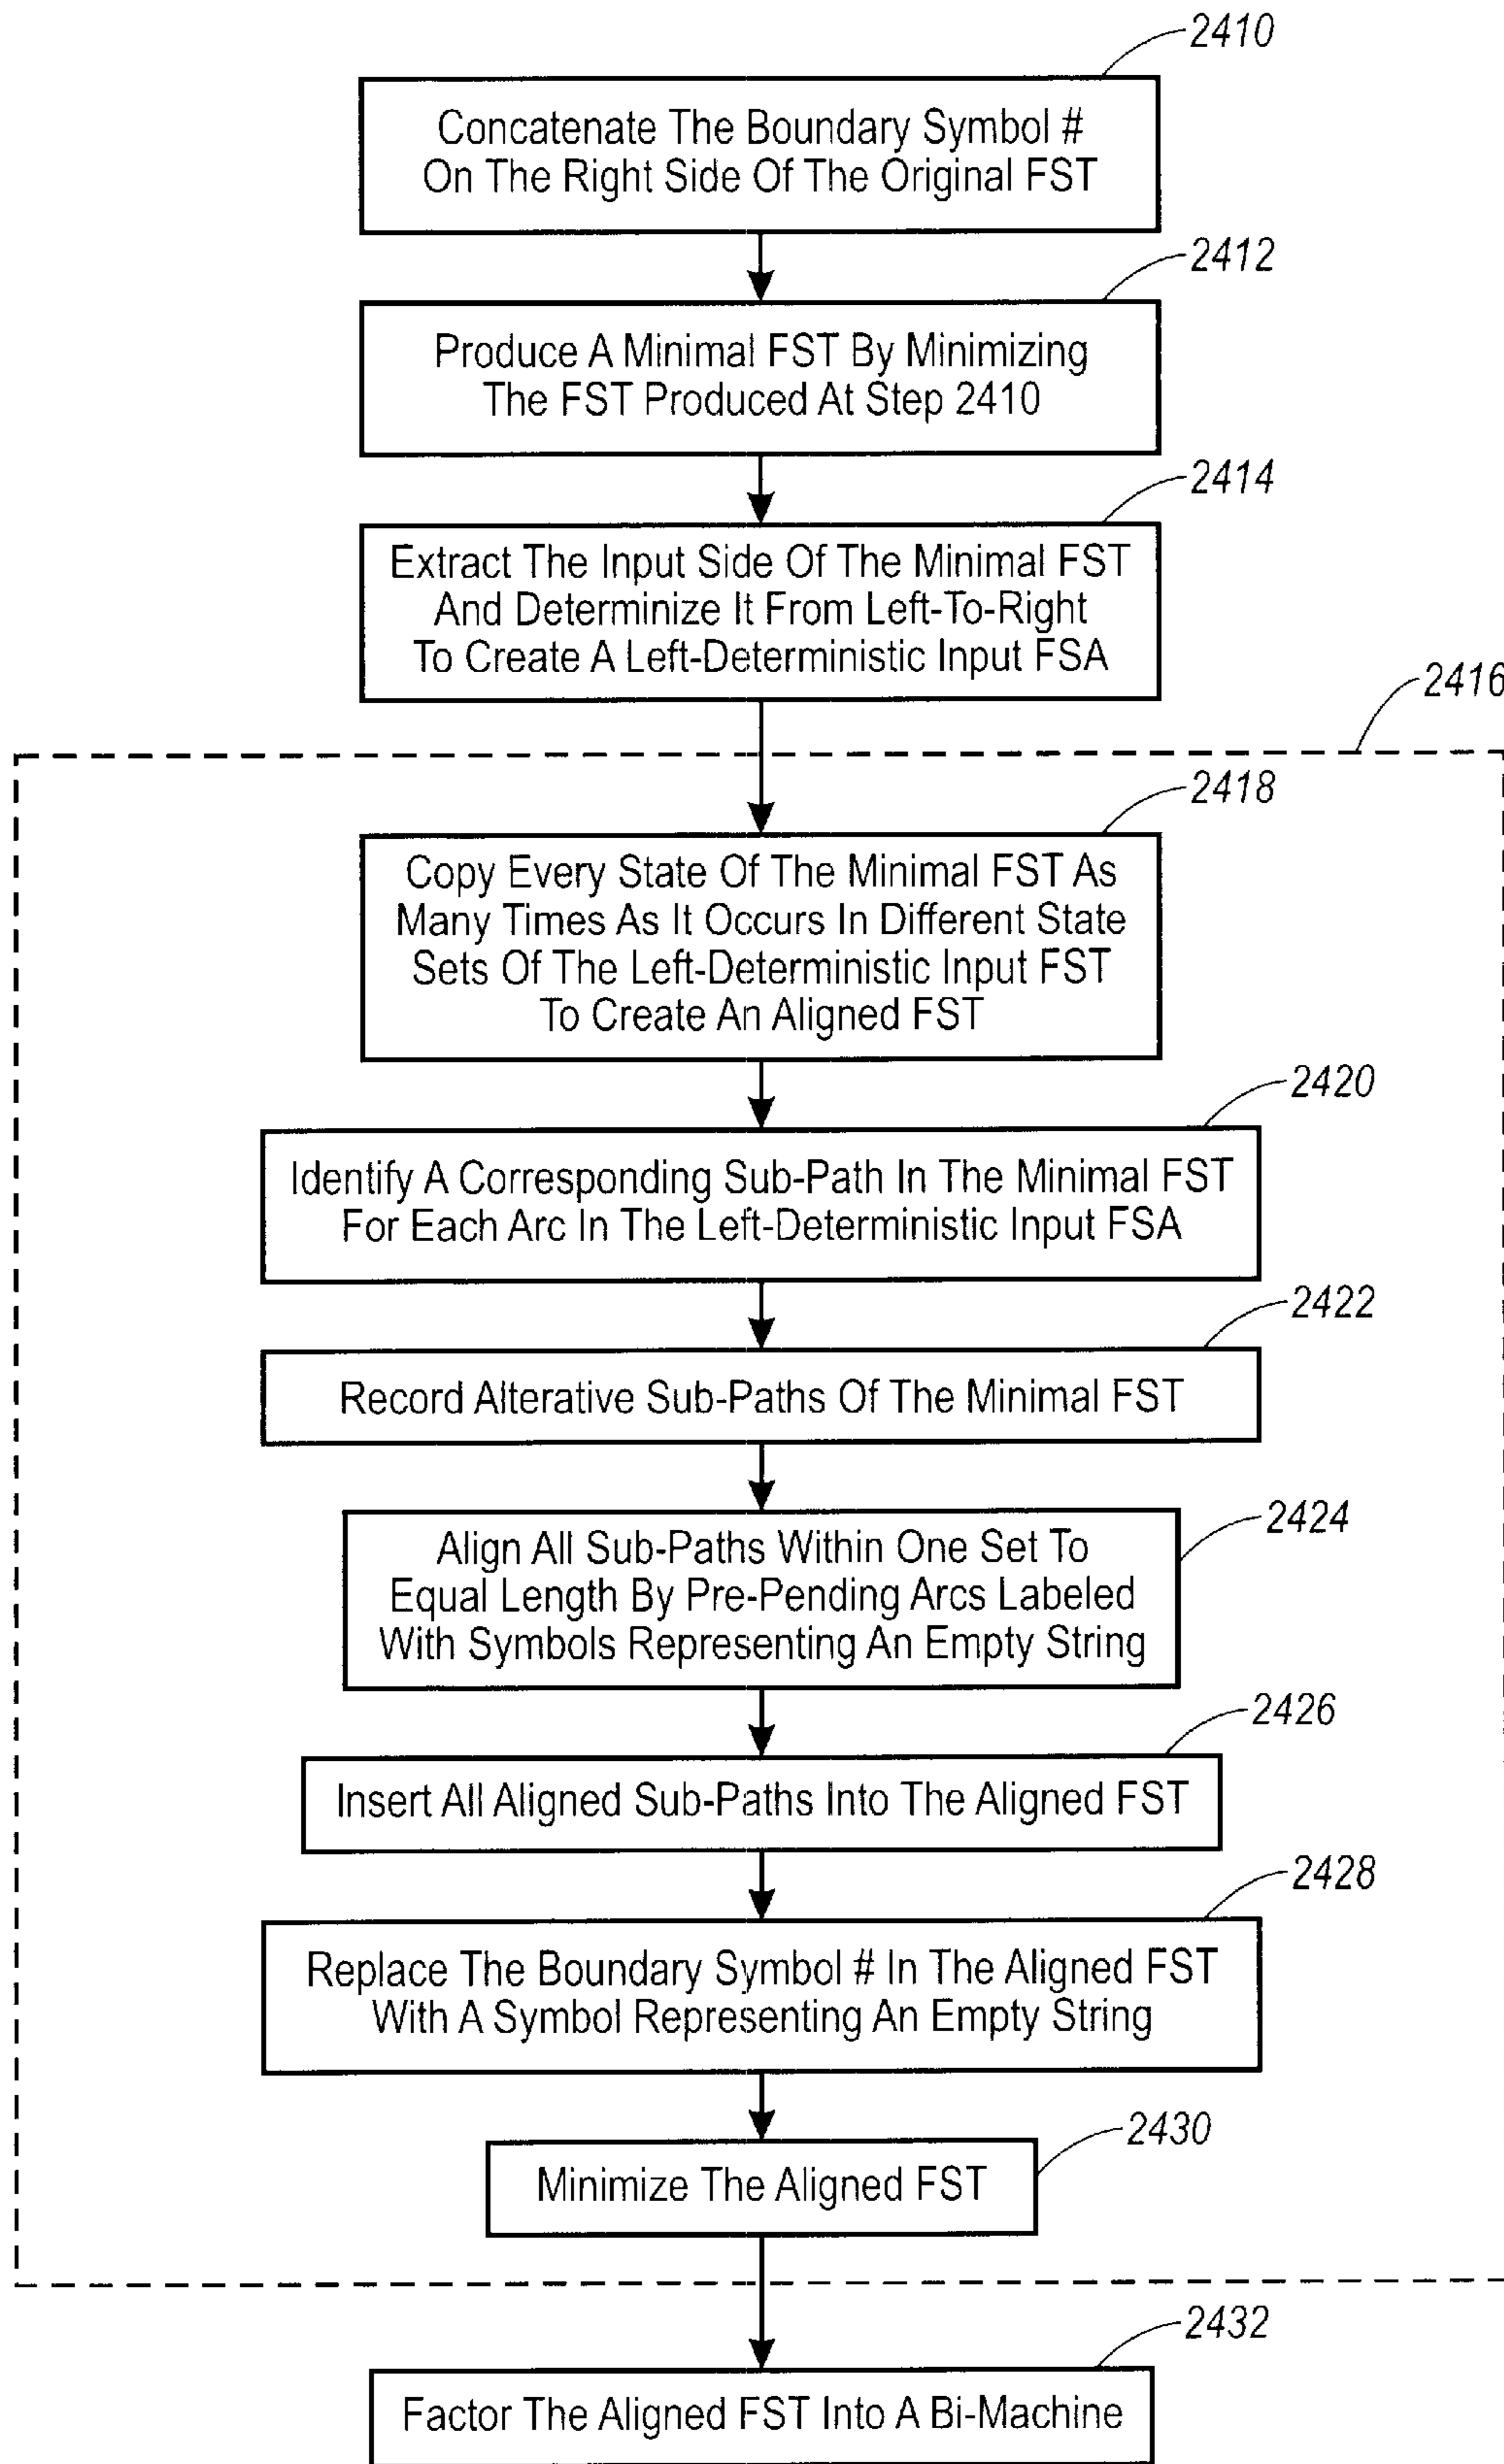 2410
Concatenate The Boundary Symbol #
On The Right Side Of The Original FST
2412
Produce A Minimal FST By Minimizing
The FST Produced At Step 2410
2414
Extract The Input Side Of The Minimal FST
And Determinize It From Left-To-Right
To Create A Left-Deterministic Input FSA
2416
2418
Copy Every State Of The Minimal FST As
Many Times As It Occurs In Different State
Sets Of The Left-Deterministic Input FST
To Create An Aligned FST
2420
Identify A Corresponding Sub-Path In The Minimal FST
For Each Arc In The Left-Deterministic Input FSA
2422
Record Alterative Sub-Paths Of The Minimal FST
2424
Align All Sub-Paths Within One Set To
Equal Length By Pre-Pending Arcs Labeled
With Symbols Representing An Empty String
2426
Insert All Aligned Sub-Paths Into The Aligned FST
2428
Replace The Boundary Symbol # In The Aligned FST
With A Symbol Representing An Empty String
2430
Minimize The Aligned FST
2432
Factor The Aligned FST Into A Bi-Machine